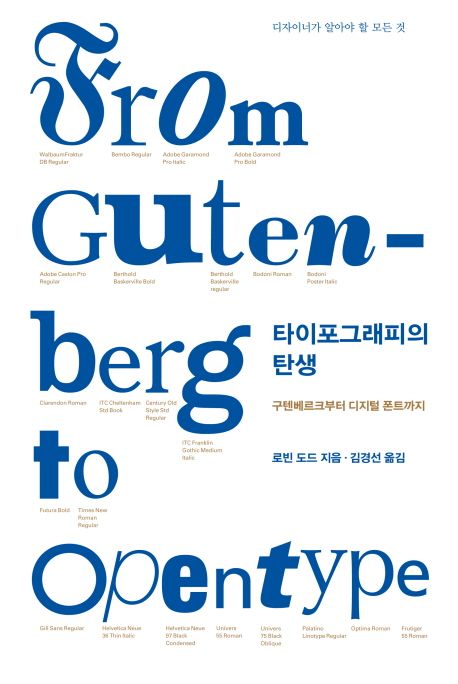 디자이너가 알아야 할 모든 것
From
WalbaumFraktur DB Regular
Bembo Regular
Adobe Garamond Pro Italic
Adobe Garamond Pro Bold
Guten-
Adobe Caslon Pro Regular
Berthold Baskerville Bold
Berthold Baskerville regular
Bodoni Roman
Bodoni Poster Italic
berg
Clarendon Roman
ITC Cheltenham Std Book
Century Old Style Std Regular
ITC Franklin Gothic Medium Italic
타이포그래피의
탄생
구텐베르크부터 디지털 폰트까지
to
Futura Bold
Times New Roman Regular
로빈 도드 지음 · 김경선 옮김
Opentype
Gill Sans Regular
Helvetica Neue 36 Thin Italic
Helvetica Neue 97 Black Condensed
Univers 55 Roman
Univers 75 Black Oblique
Palatino Linotype Regular
Optima Roman
Frutiger 55 Roman